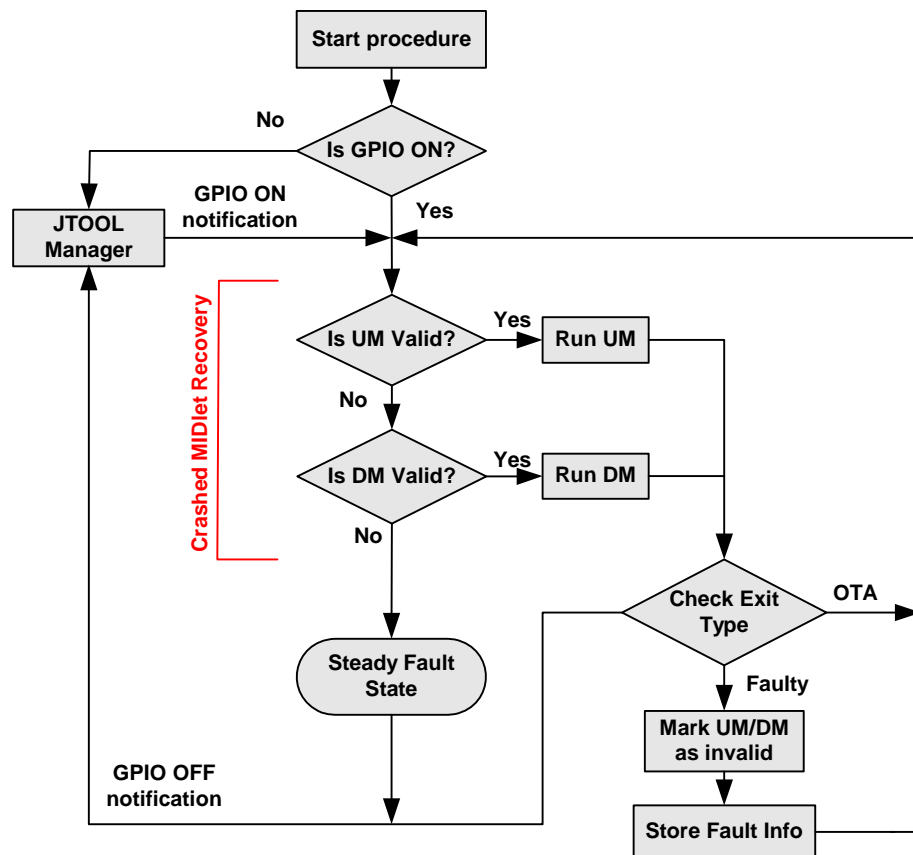 Start procedure
No
Is GPIO ON?
GPIO ON
notification
Yes
JTOOL
Manager
Crashed MIDlet Recovery
Is UM Valid?
Yes
Run UM
No
Is DM Valid?
Yes
Run DM
No
Check Exit
Type
OTA
Steady Fault
State
Faulty
Mark UM/DM
as invalid
GPIO OFF
notification
Store Fault Info